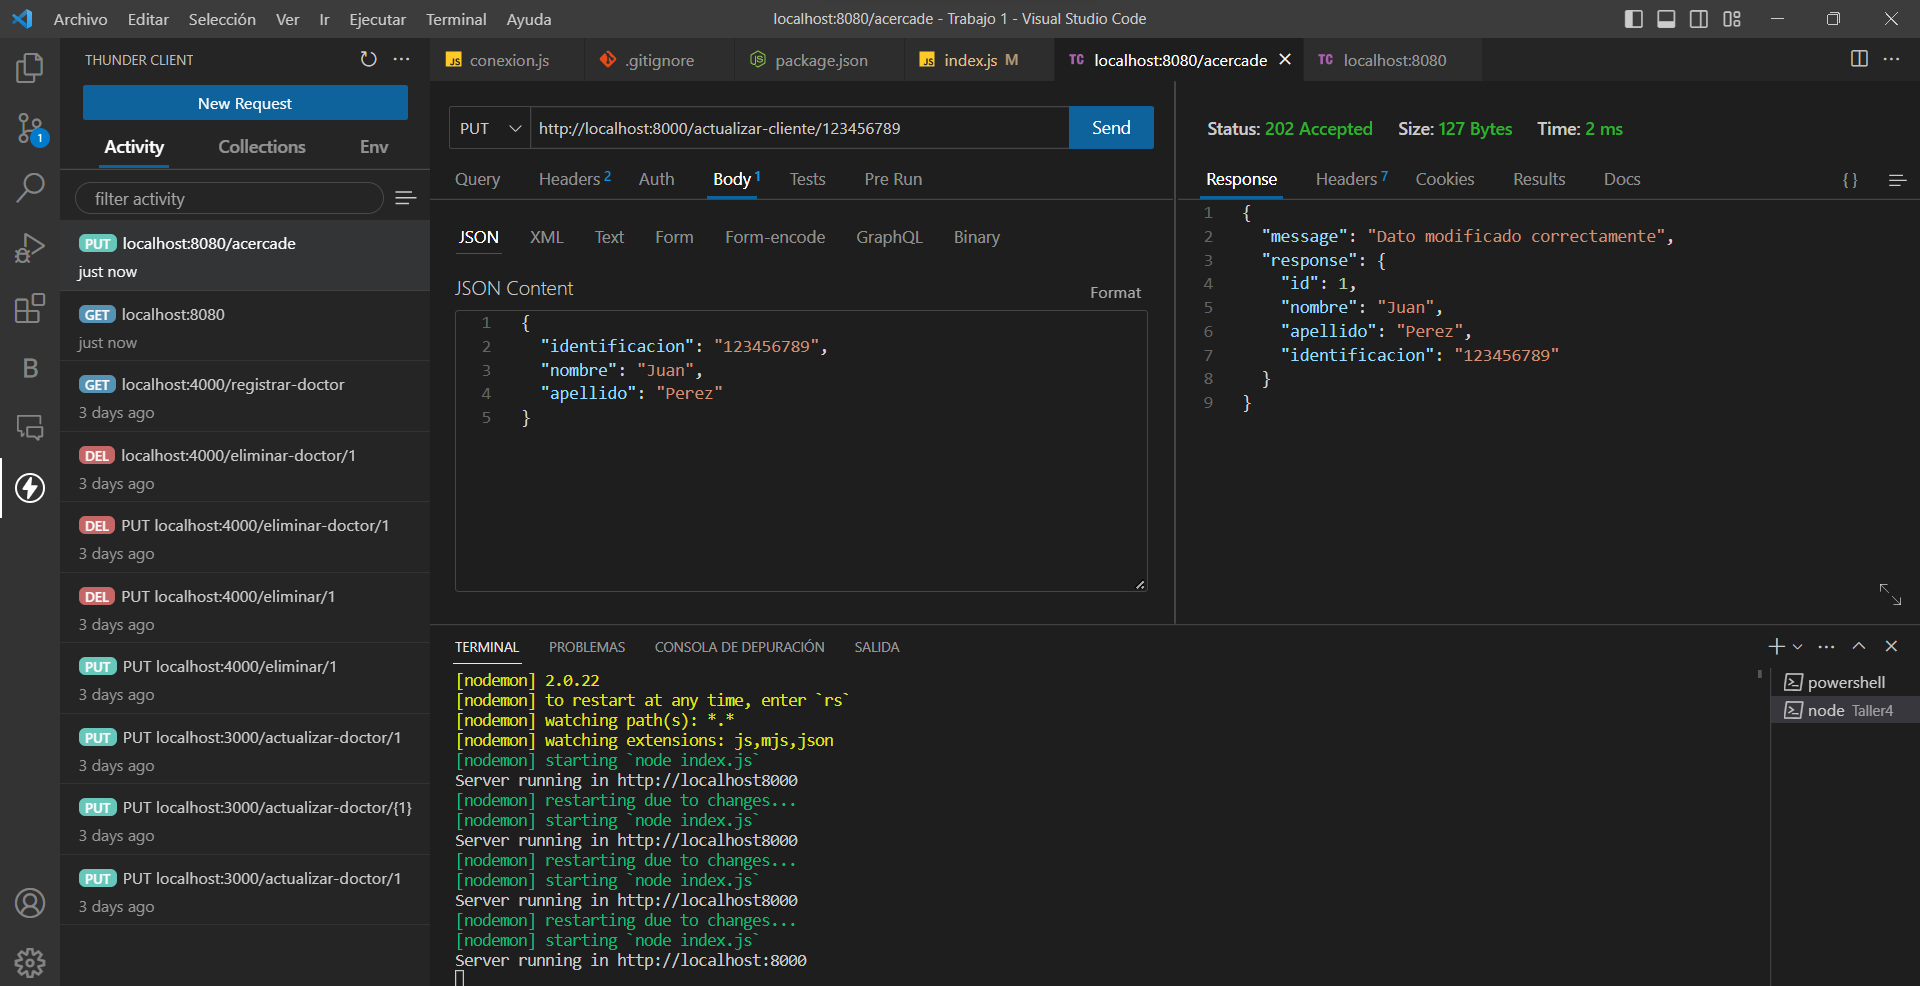 Archivo Editar Selección Ver Ir Ejecutar Terminal Ayuda
localhost:8080/acercade - Trabajo 1 - Visual Studio Code
THUNDER CLIENT
New Request
Activity Collections Env
filter activity
PUT localhost:8080/acercade
just now
GET localhost:8080
just now
GET localhost:4000/registrar-doctor
3 days ago
DEL localhost:4000/eliminar-doctor/1
3 days ago
DEL PUT localhost:4000/eliminar-doctor/1
3 days ago
DEL PUT localhost:4000/eliminar/1
3 days ago
PUT PUT localhost:4000/eliminar/1
3 days ago
PUT PUT localhost:3000/actualizar-doctor/1
3 days ago
PUT PUT localhost:3000/actualizar-doctor/{1}
3 days ago
PUT PUT localhost:3000/actualizar-doctor/1
3 days ago
1
B
JS conexion.js .gitignore JS package.json JS index.js M TC localhost:8080/acercade TC localhost:8080
PUT http://localhost:8000/actualizar-cliente/123456789 Send
Query Headers 2 Auth Body 1 Tests Pre Run
JSON XML Text Form Form-encode GraphQL Binary
JSON Content
Format
1 {
2 "identificacion": "123456789",
3 "nombre": "Juan",
4 "apellido": "Perez"
5 }
Status: 202 Accepted Size: 127 Bytes Time: 2 ms
Response Headers 7 Cookies Results Docs { }
1 {
2 "message": "Dato modificado correctamente",
3 "response": {
4 "id": 1,
5 "nombre": "Juan",
6 "apellido": "Perez",
7 "identificacion": "123456789"
8 }
9 }
TERMINAL PROBLEMAS CONSOLA DE DEPURACIÓN SALIDA
[nodemon] 2.0.22
[nodemon] to restart at any time, enter `rs`
[nodemon] watching path(s): *.*
[nodemon] watching extensions: js,mjs,json
[nodemon] starting `node index.js`
Server running in http://localhost8000
[nodemon] restarting due to changes...
[nodemon] starting `node index.js`
Server running in http://localhost8000
[nodemon] restarting due to changes...
[nodemon] starting `node index.js`
Server running in http://localhost8000
[nodemon] restarting due to changes...
[nodemon] starting `node index.js`
Server running in http://localhost:8000
powershell
node Taller4